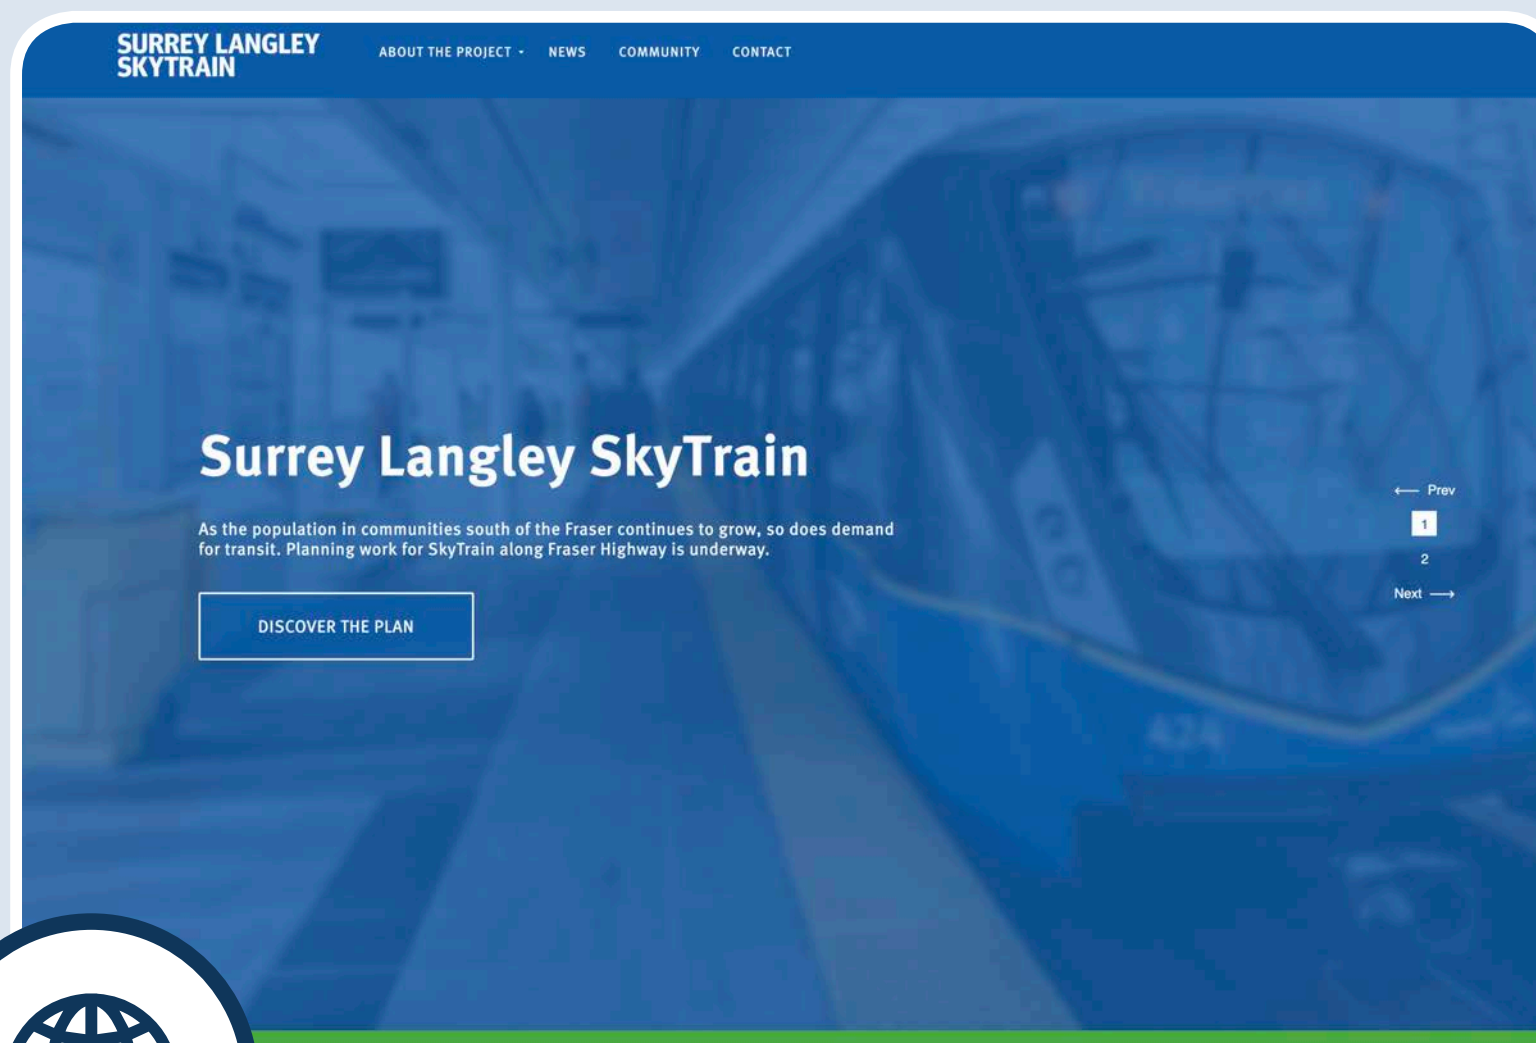 SURREY LANGLEY
SKYTRAIN
ABOUT THE PROJECT
NEWS
COMMUNITY
CONTACT
Surrey Langley SkyTrain
As the population in communities south of the Fraser continues to grow, so does demand
for transit. Planning work for SkyTrain along Fraser Highway is underway.
DISCOVER THE PLAN
← Prev
1
2
Next →
424